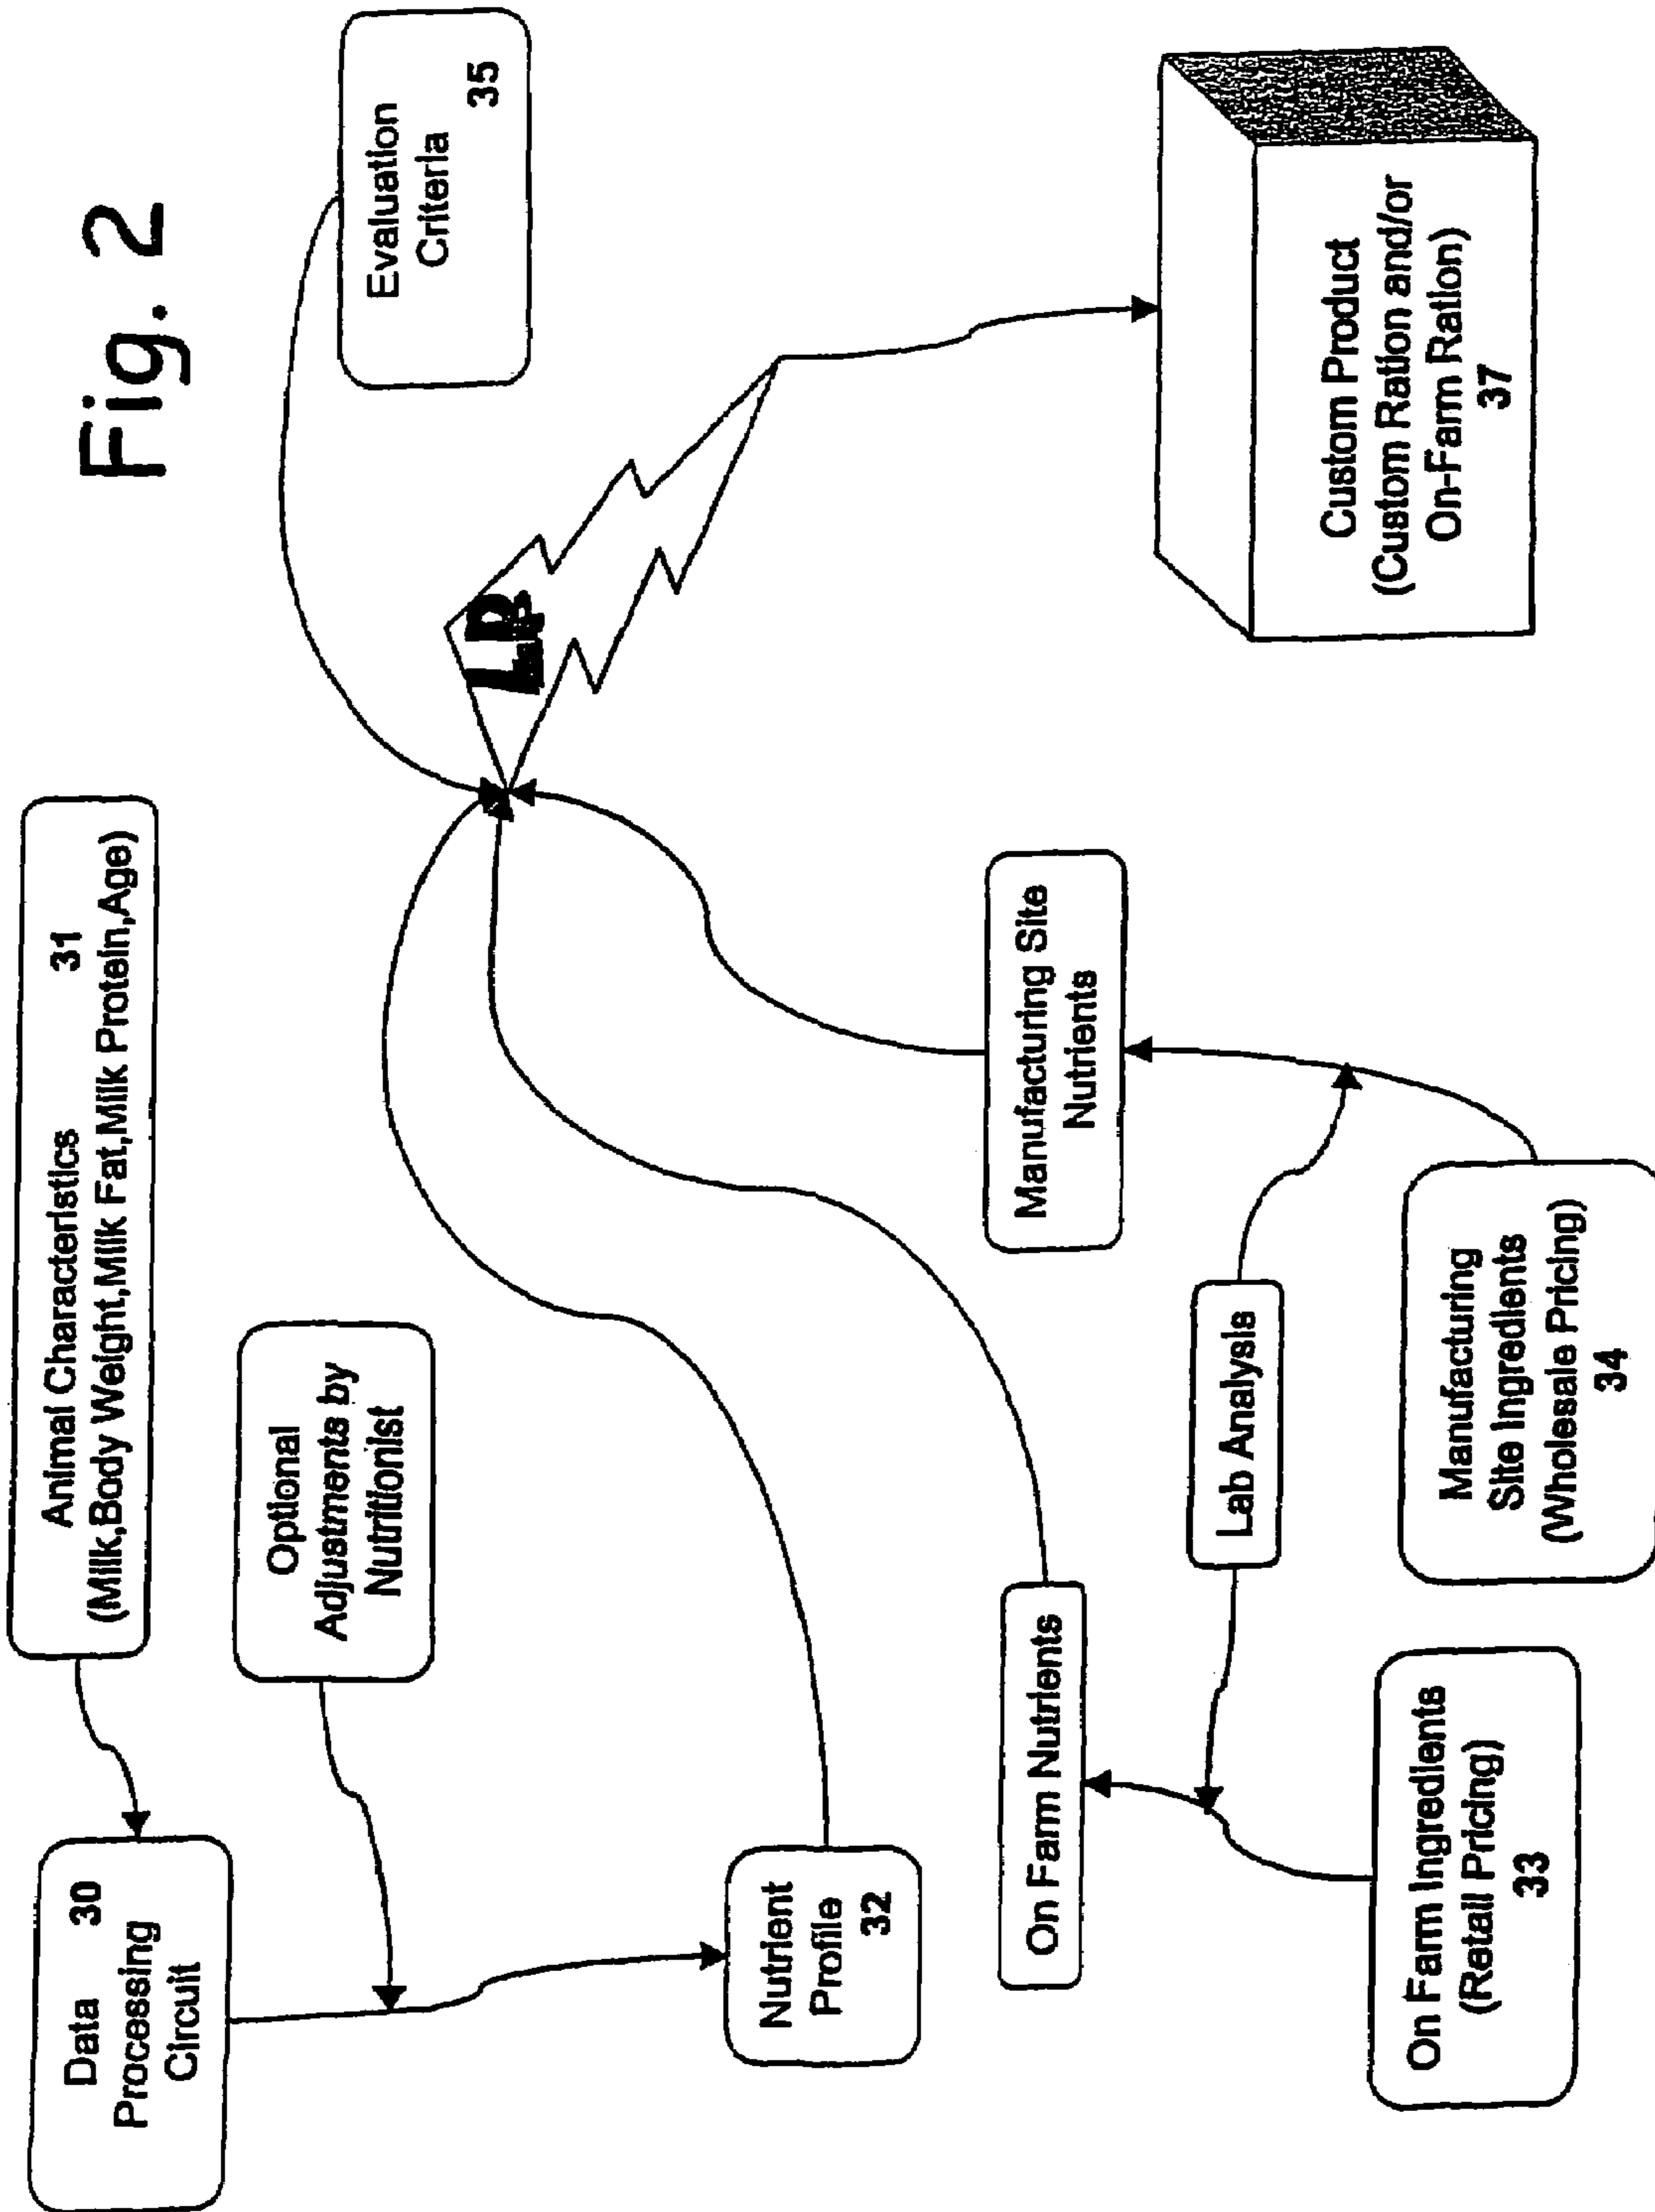 Fig. 2
Animal Characteristics 31
(Milk,Body Weight,Milk Fat,Milk Protein,Age)
Data 30
Processing
Circuit
Optional
Adjustments by
Nutritionist
Evaluation
Criteria
35
LP
Nutrient
Profile
32
On Farm Nutrients
Manufacturing Site
Nutrients
Lab Analysis
On Farm Ingredients
(Retail Pricing)
33
Manufacturing
Site Ingredients
(Wholesale Pricing)
34
Custom Product
(Custom Ration and/or
On-Farm Ration)
37